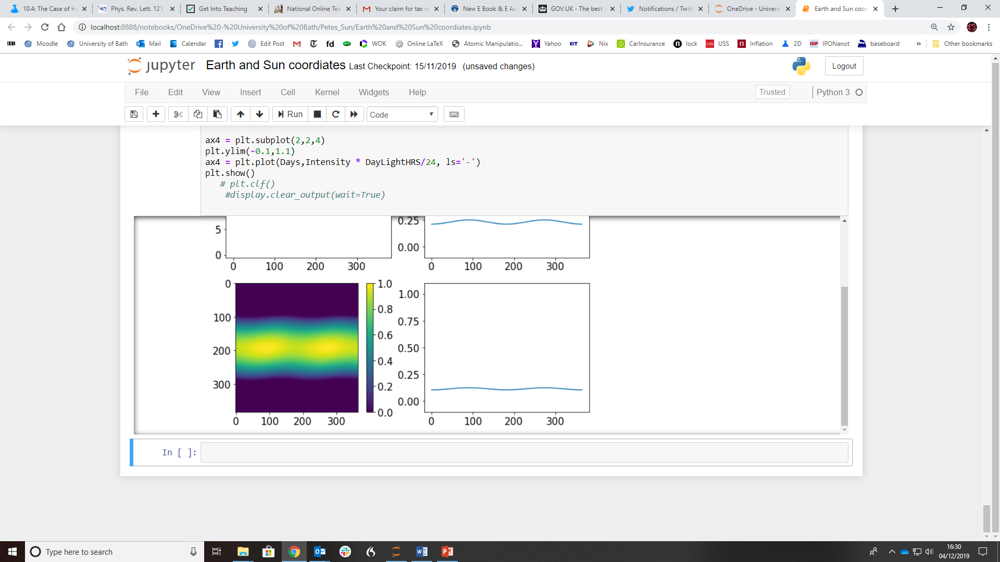 10.4: The Case of H
Phys. Rev. Lett. 121,
Get Into Teaching
National Online Tea
Your claim for tax re
New E Book & E Au
GOV.UK - The best
Notifications / Twitt
OneDrive - Universi
Earth and Sun coor
localhost:8888/notebooks/OneDrive%20-%20University%20of%20Bath/Petes_Sun/Earth%20and%20Sun%20coordiates.ipynb
BBC Moodle University of Bath Mail Calendar Edit Post fd WOK Online LaTeX Atomic Manipulatio... Yahoo BT Nix CarInsurance lock USS Inflation 2D IOP IPONanot baseboard » Other bookmarks
jupyter Earth and Sun coordiates Last Checkpoint: 15/11/2019 (unsaved changes)
Logout
File Edit View Insert Cell Kernel Widgets Help
Trusted Python 3
Run Code
ax4 = plt.subplot(2,2,4)
plt.ylim(-0.1,1.1)
ax4 = plt.plot(Days,Intensity * DayLightHRS/24, ls='-')
plt.show()
# plt.clf()
#display.clear_output(wait=True)
5
0
0 100 200 300
0.25
0.00
0 100 200 300
0
100
200
300
0 100 200 300
1.0
0.8
0.6
0.4
0.2
0.0
1.00
0.75
0.50
0.25
0.00
0 100 200 300
In [ ]:
Type here to search
16:30
04/12/2019